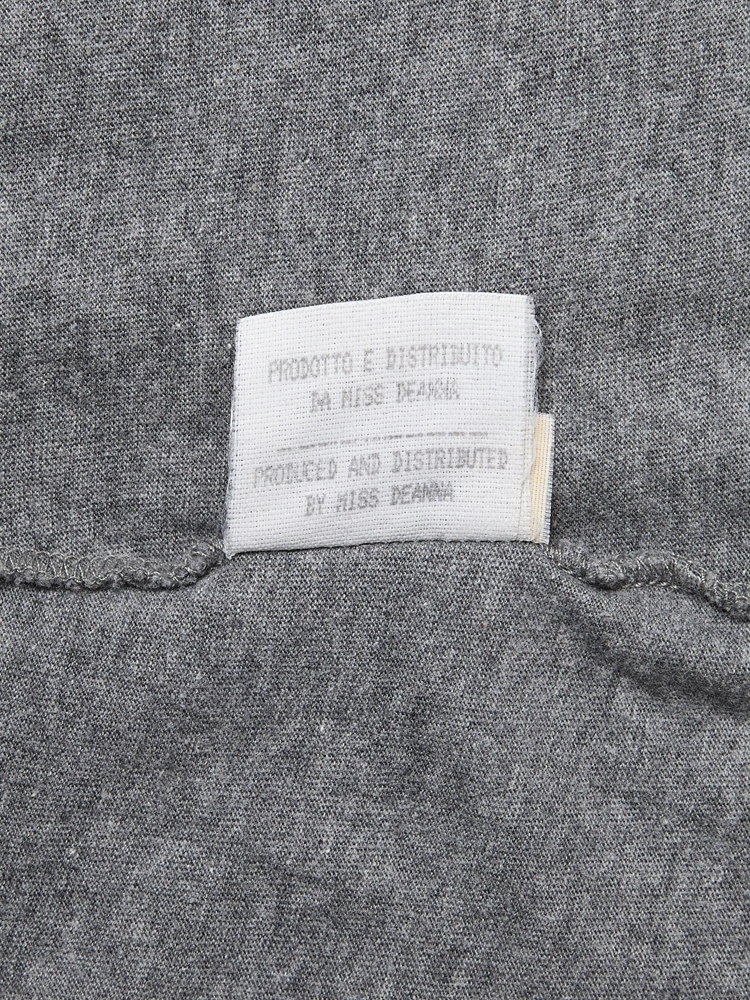 PRODOTTO E DISTRIBUITO
DA MISS DEANNA
PRODUCED AND DISTRIBUTED
BY MISS DEANNA